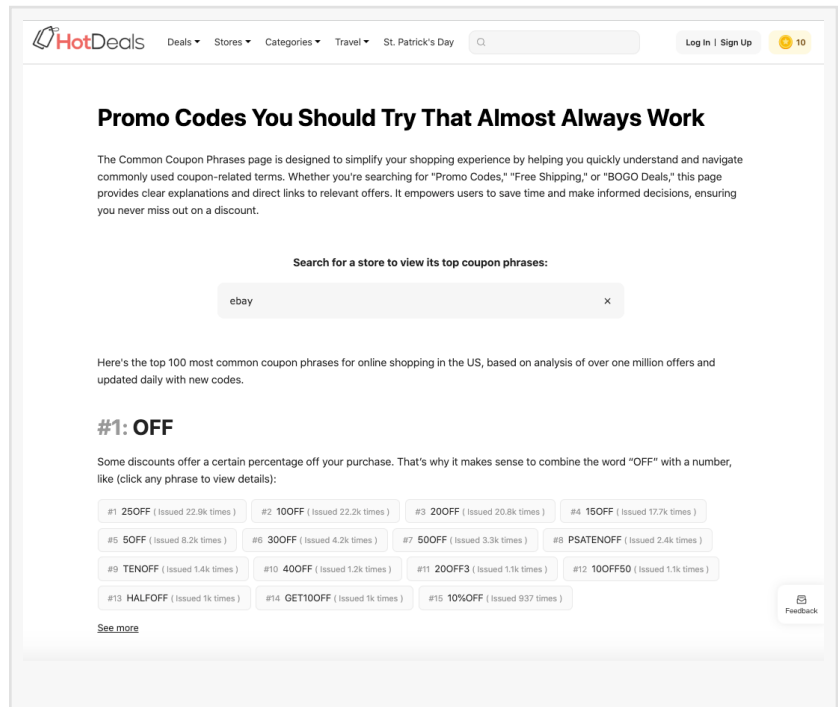 HotDeals Deals Stores Categories Travel St. Patrick's Day Log In | Sign Up 10
Promo Codes You Should Try That Almost Always Work
The Common Coupon Phrases page is designed to simplify your shopping experience by helping you quickly understand and navigate
commonly used coupon-related terms. Whether you're searching for "Promo Codes," "Free Shipping," or "BOGO Deals," this page
provides clear explanations and direct links to relevant offers. It empowers users to save time and make informed decisions, ensuring
you never miss out on a discount.
Search for a store to view its top coupon phrases:
ebay ×
Here's the top 100 most common coupon phrases for online shopping in the US, based on analysis of over one million offers and
updated daily with new codes.
#1: OFF
Some discounts offer a certain percentage off your purchase. That's why it makes sense to combine the word “OFF” with a number,
like (click any phrase to view details):
#1 25OFF ( Issued 22.9k times ) #2 10OFF ( Issued 22.2k times ) #3 20OFF ( Issued 20.8k times ) #4 15OFF ( Issued 17.7k times )
#5 5OFF ( Issued 8.2k times ) #6 30OFF ( Issued 4.2k times ) #7 50OFF ( Issued 3.3k times ) #8 PSATENOFF ( Issued 2.4k times )
#9 TENOFF ( Issued 1.4k times ) #10 40OFF ( Issued 1.2k times ) #11 20OFF3 ( Issued 1.1k times ) #12 10OFF50 ( Issued 1.1k times )
#13 HALFOFF ( Issued 1k times ) #14 GET10OFF ( Issued 1k times ) #15 10%OFF ( Issued 937 times )
Feedback
See more